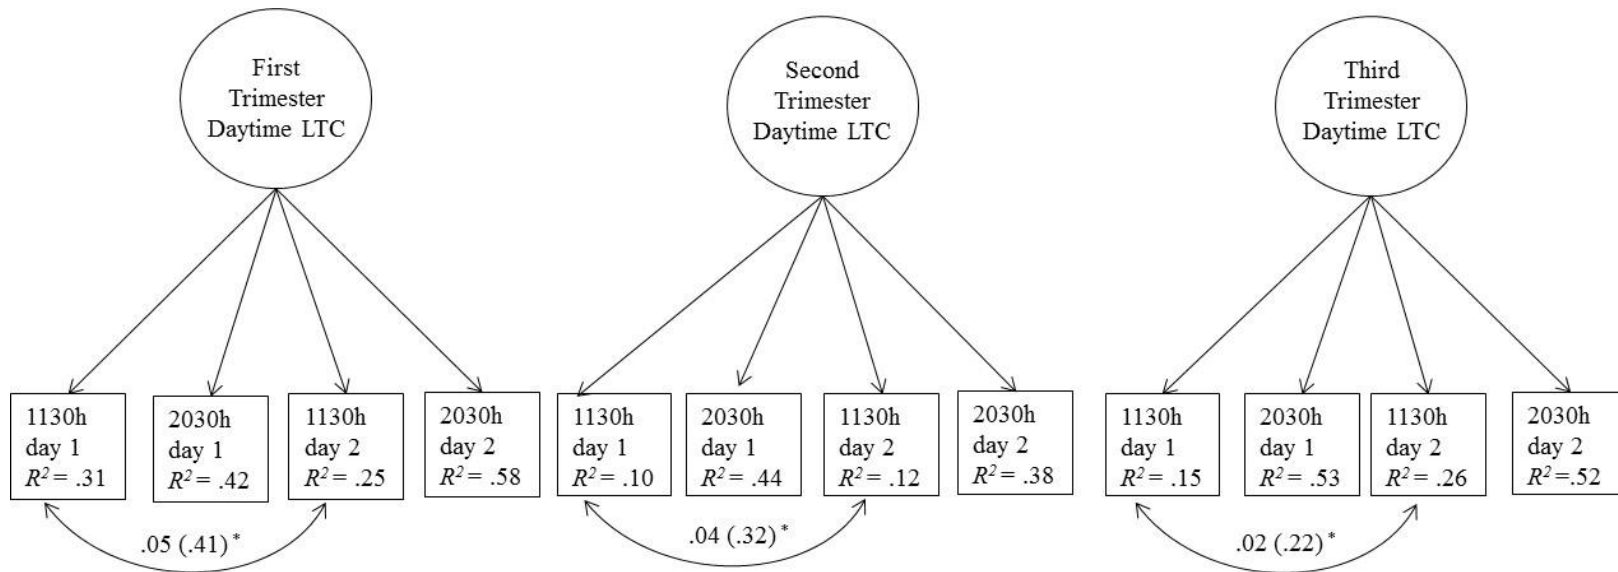 First
Trimester
Daytime LTC
Second
Trimester
Daytime LTC
Third
Trimester
Daytime LTC
1130h
day 1
R² = .31
2030h
day 1
R² = .42
1130h
day 2
R² = .25
2030h
day 2
R² = .58
1130h
day 1
R² = .10
2030h
day 1
R² = .44
1130h
day 2
R² = .12
2030h
day 2
R² = .38
1130h
day 1
R² = .15
2030h
day 1
R² = .53
1130h
day 2
R² = .26
2030h
day 2
R² =.52
.05 (.41) *
.04 (.32) *
.02 (.22) *